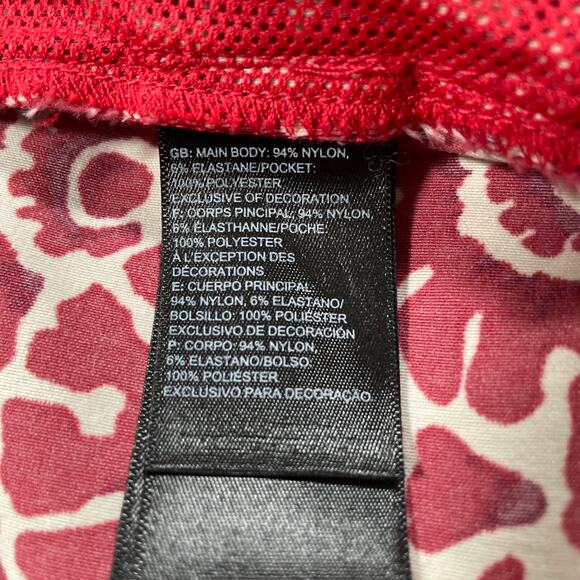 GB: MAIN BODY: 94% NYLON,
6% ELASTANE/POCKET:
100% POLYESTER
EXCLUSIVE OF DECORATION
F: CORPS PINCIPAL, 94% NYLON,
6% ÉLASTHANNE/POCHE:
100% POLYESTER
À L'EXCEPTION DES
DÉCORATIONS
E: CUERPO PRINCIPAL:
94% NYLON, 6% ELASTANO/
BOLSILLO: 100% POLIÉSTER
EXCLUSIVO DE DECORACIÓN
P: CORPO: 94% NYLON,
6% ELASTANO/BOLSO.
100% POLIÉSTER
EXCLUSIVO PARA DECORAÇÃO